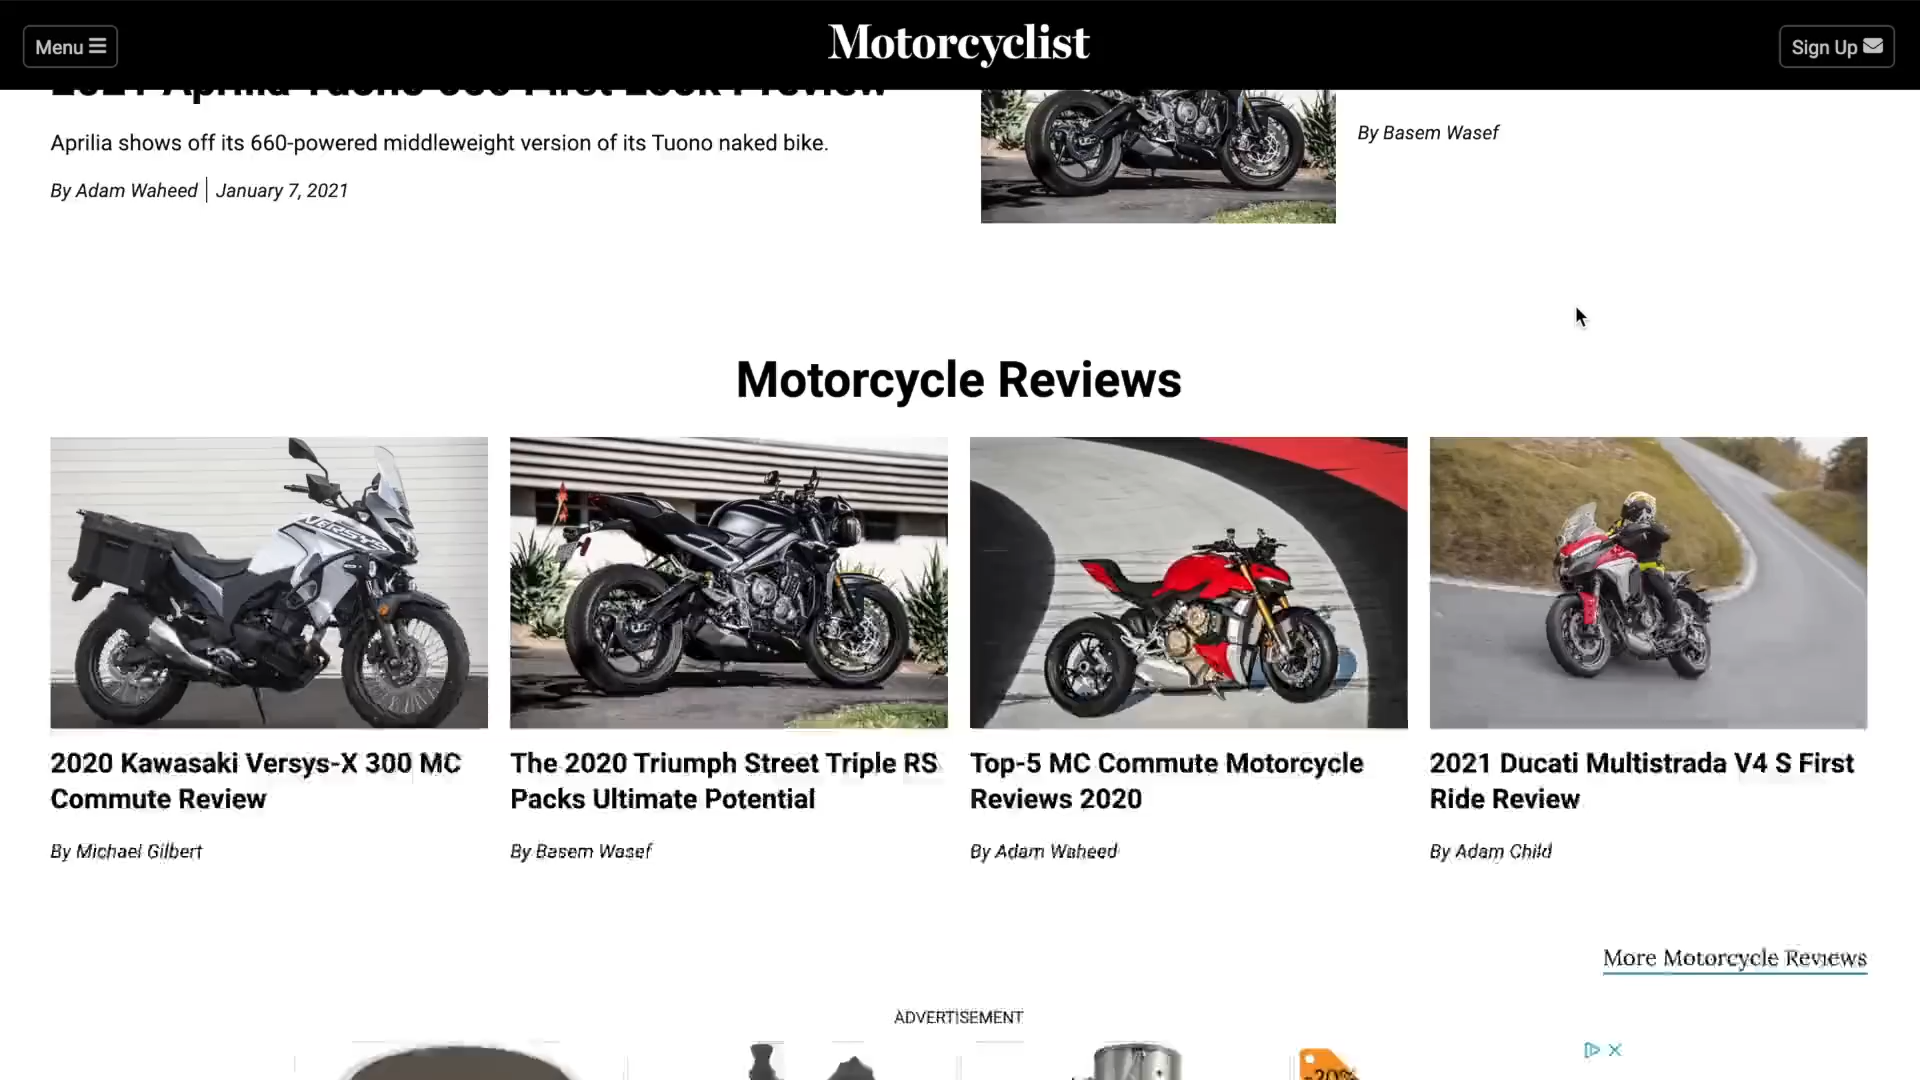 Menu
Motorcyclist
Sign Up
Aprilia shows off its 660-powered middleweight version of its Tuono naked bike.
By Adam Waheed | January 7, 2021
By Basem Wasef
Motorcycle Reviews
VERSYS
2020 Kawasaki Versys-X 300 MC
Commute Review
By Michael Gilbert
The 2020 Triumph Street Triple RS
Packs Ultimate Potential
By Basem Wasef
Top-5 MC Commute Motorcycle
Reviews 2020
By Adam Waheed
2021 Ducati Multistrada V4 S First
Ride Review
By Adam Child
More Motorcycle Reviews
ADVERTISEMENT
-20%